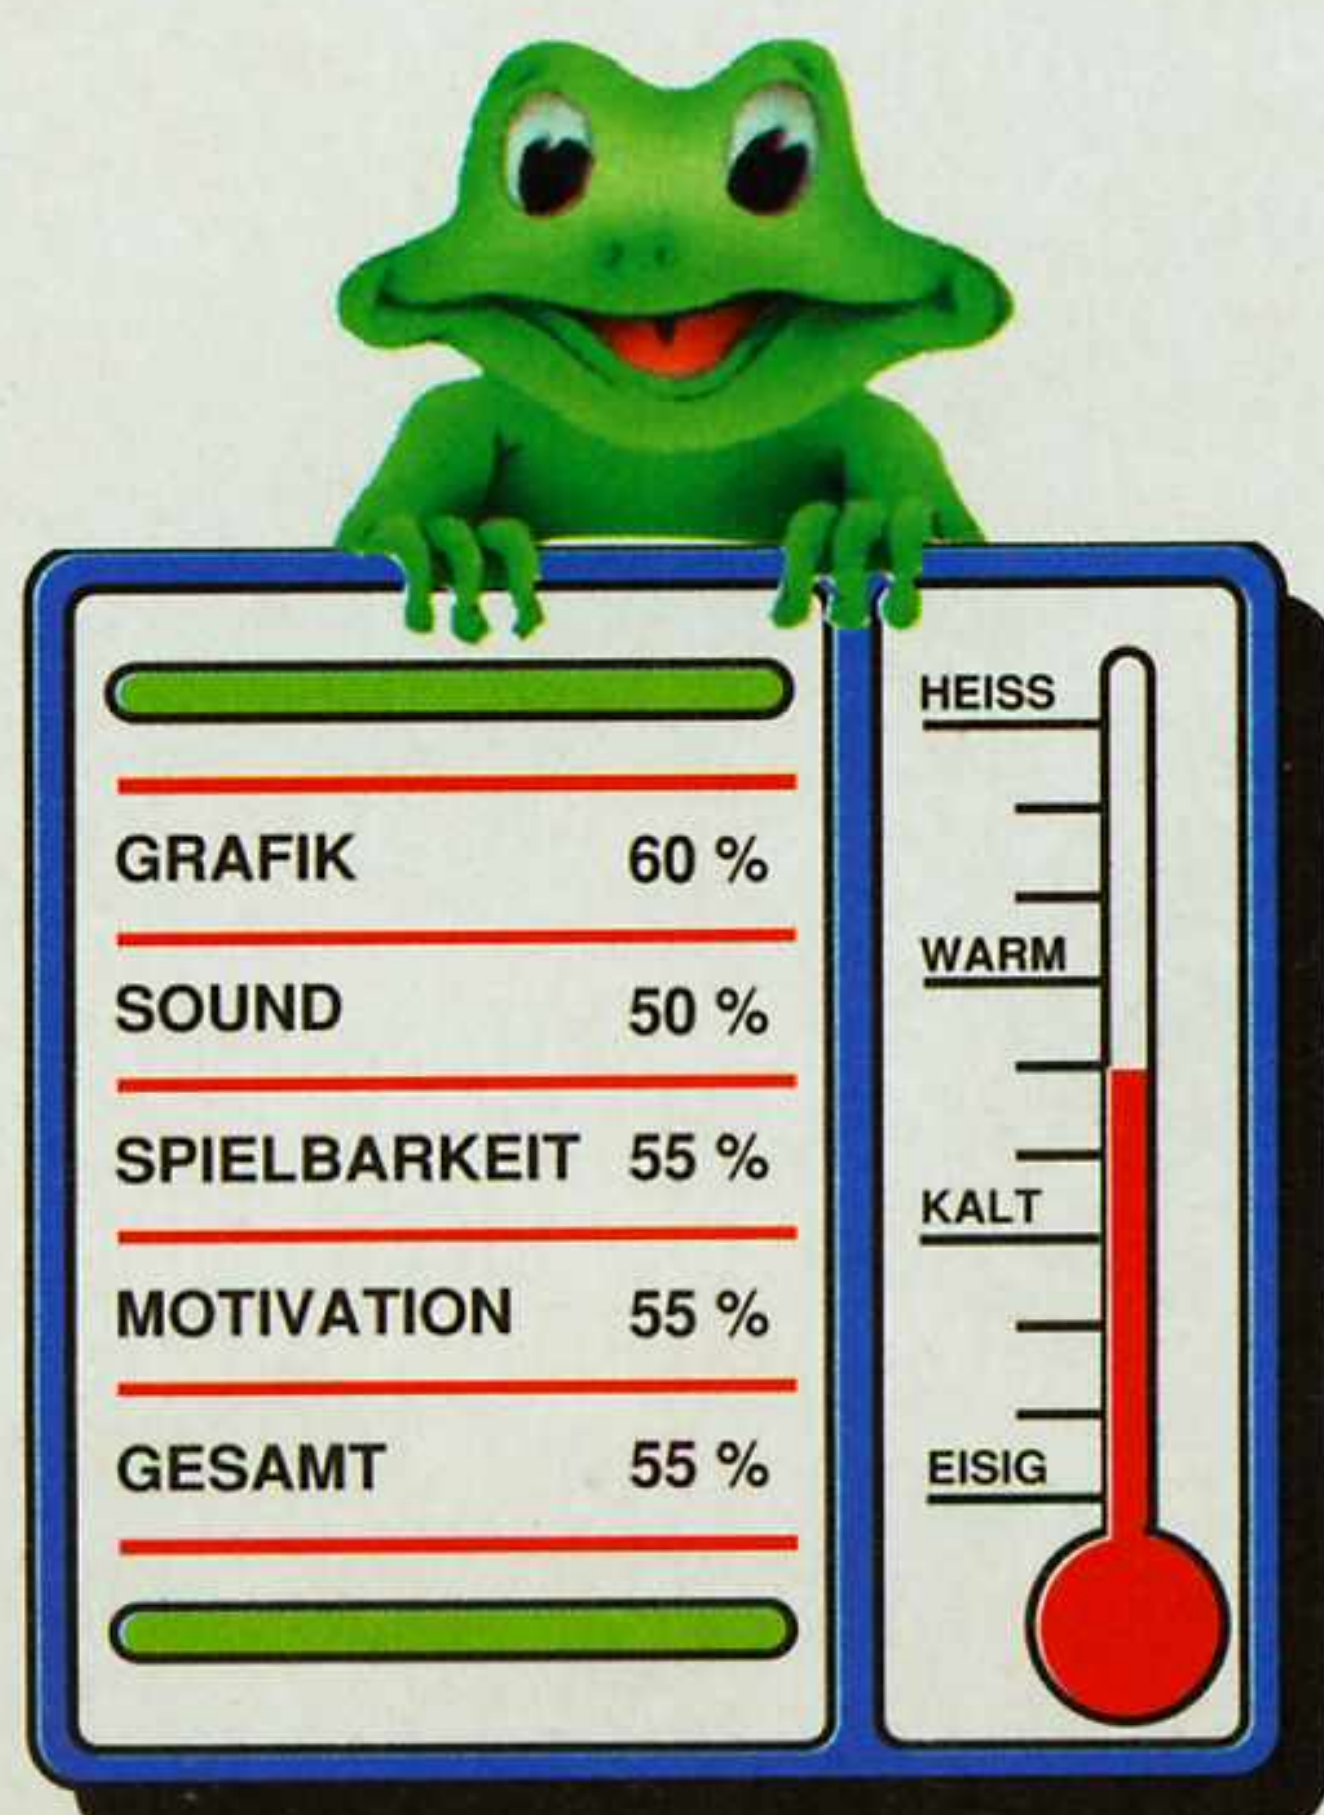 GRAFIK 60 %
SOUND 50 %
SPIELBARKEIT 55 %
MOTIVATION 55 %
GESAMT 55 %
HEISS
WARM
KALT
EISIG